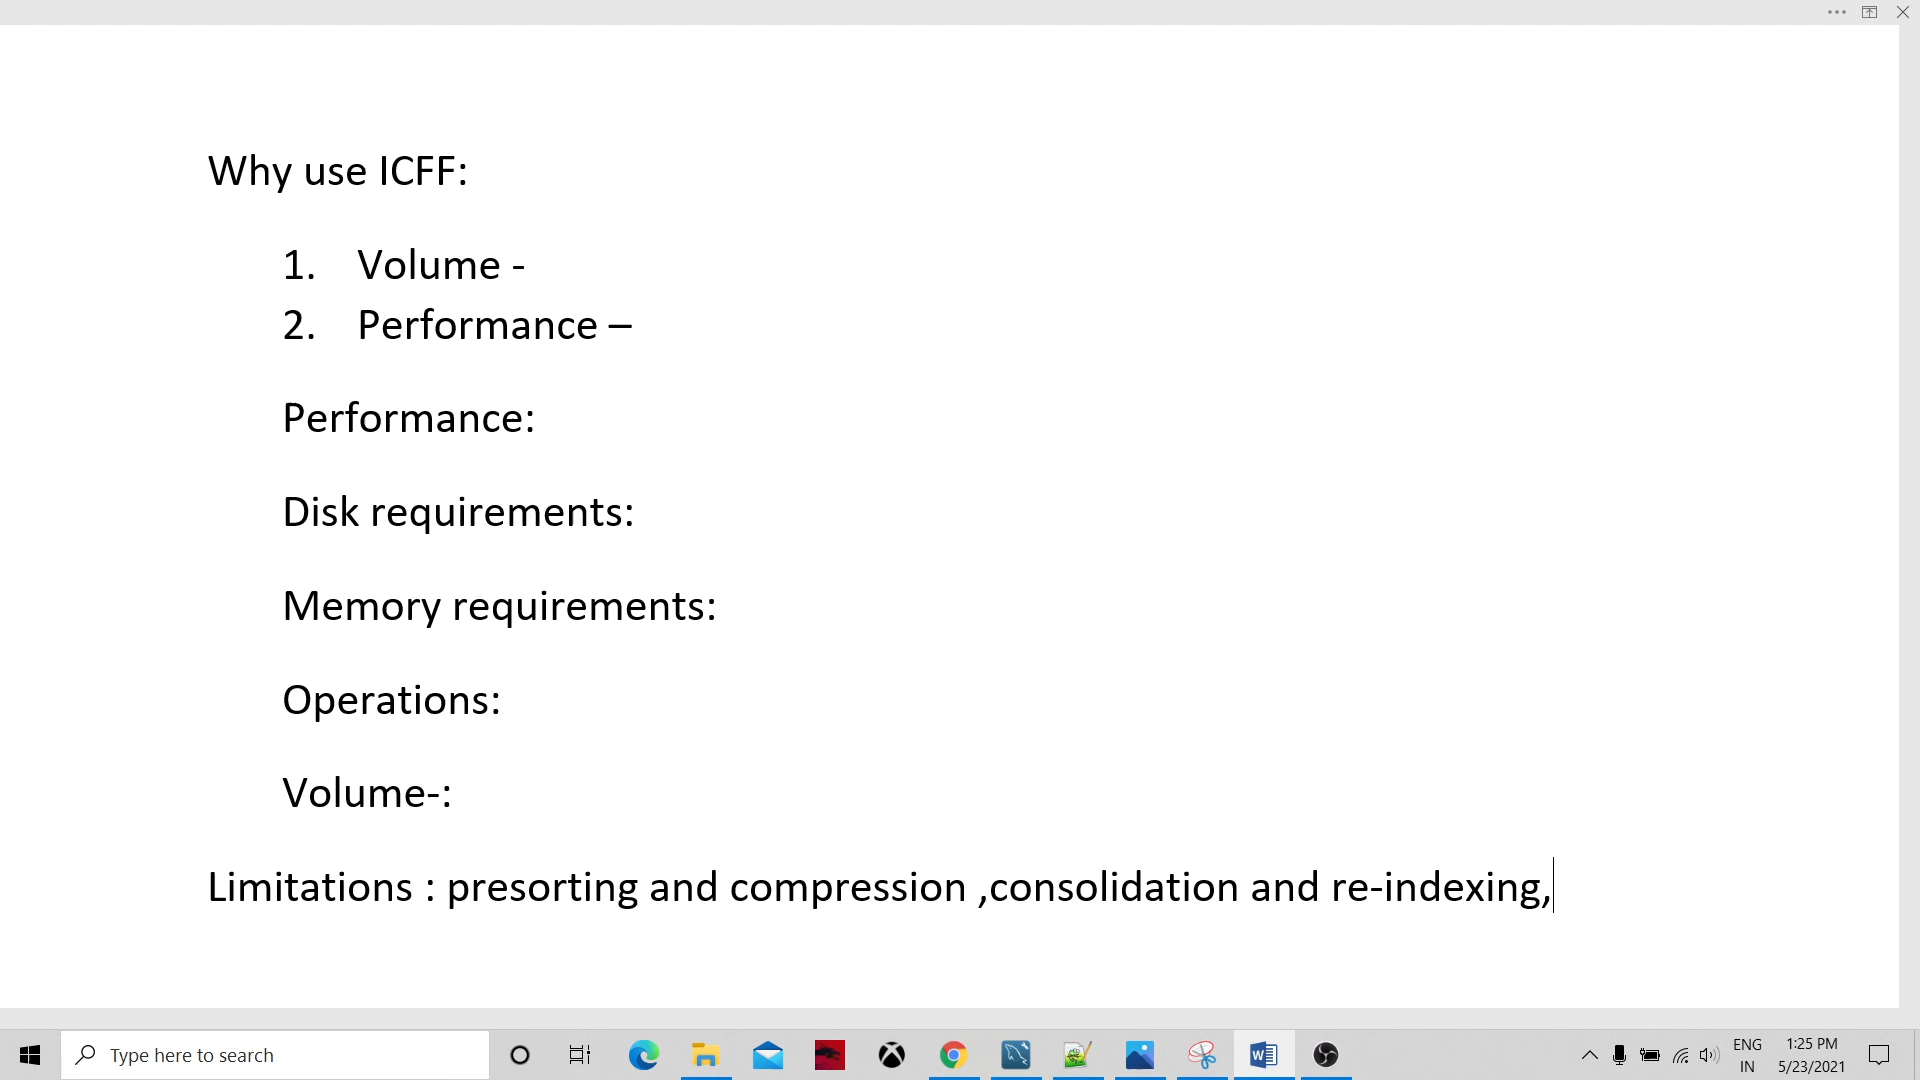 Why use ICFF:
1. Volume -
2. Performance –
Performance:
Disk requirements:
Memory requirements:
Operations:
Volume-:
Limitations : presorting and compression ,consolidation and re-indexing,
Type here to search
ENG
IN
1:25 PM
5/23/2021